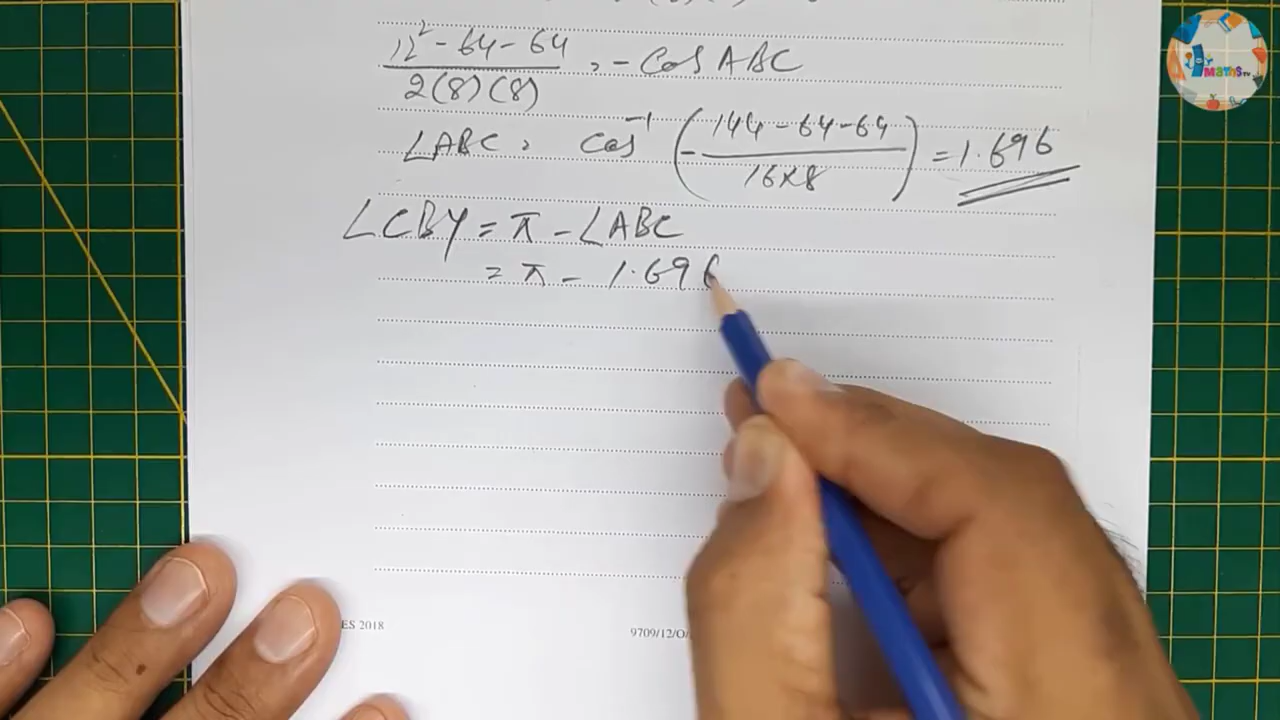 12² - 64 - 64 / 2(8)(8) = - Cos ABC
∠ABC = Cos⁻¹ (- 144 - 64 - 64 / 16×8) = 1.696
∠CBY = π - ∠ABC
= π - 1.696
ES 2018
9709/12/O/
maths